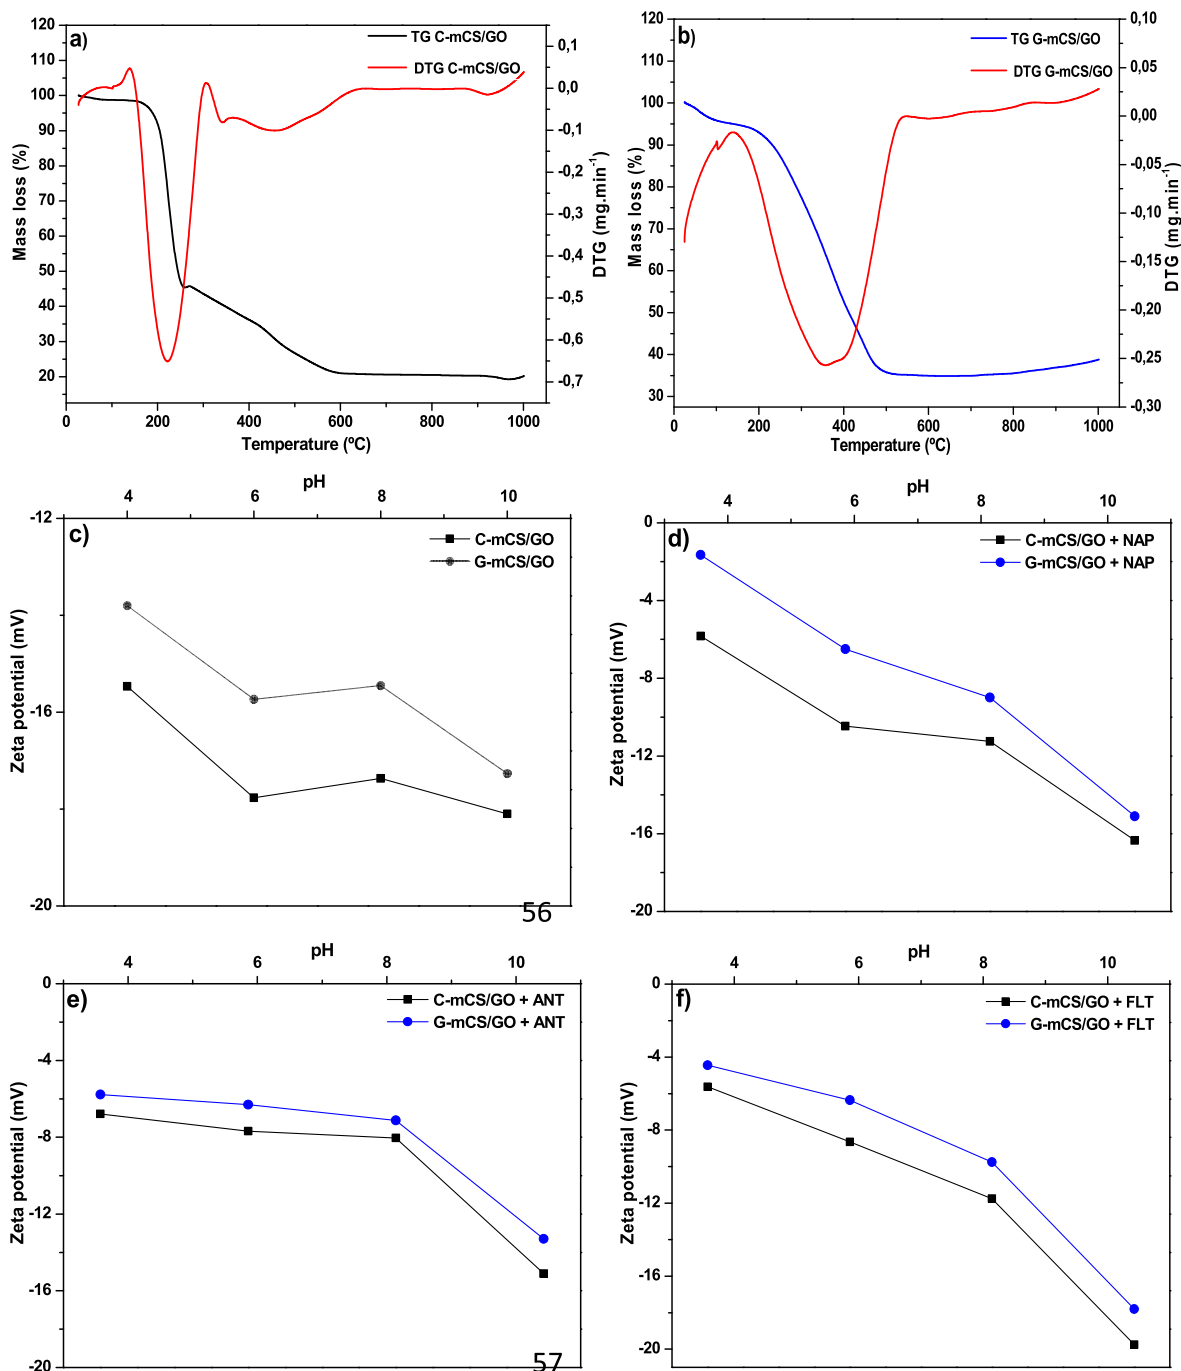 a)
TG C-mCS/GO
DTG C-mCS/GO
120
110
100
90
80
70
60
50
40
30
20
Mass loss (%)
0,1
0,0
-0,1
-0,2
-0,3
-0,4
-0,5
-0,6
-0,7
DTG (mg.min-1)
0 200 400 600 800 1000
Temperature (ºC)
b)
TG G-mCS/GO
DTG G-mCS/GO
120
110
100
90
80
70
60
50
40
30
Mass loss (%)
0,10
0,05
0,00
-0,05
-0,10
-0,15
-0,20
-0,25
-0,30
DTG (mg.min-1)
0 200 400 600 800 1000
Temperature (ºC)
pH
4 6 8 10
c)
C-mCS/GO
G-mCS/GO
-12
-16
-20
Zeta potential (mV)
56
pH
4 6 8 10
d)
C-mCS/GO + NAP
G-mCS/GO + NAP
0
-4
-8
-12
-16
-20
Zeta potential (mV)
pH
4 6 8 10
e)
C-mCS/GO + ANT
G-mCS/GO + ANT
0
-4
-8
-12
-16
-20
Zeta potential (mV)
57
pH
4 6 8 10
f)
C-mCS/GO + FLT
G-mCS/GO + FLT
0
-4
-8
-12
-16
-20
Zeta potential (mV)